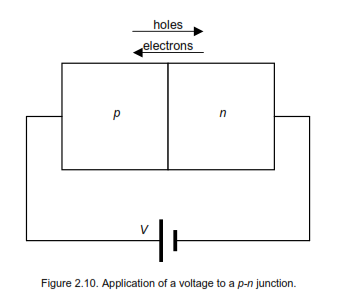 holes
electrons
p
n
V
Figure 2.10. Application of a voltage to a p-n junction.